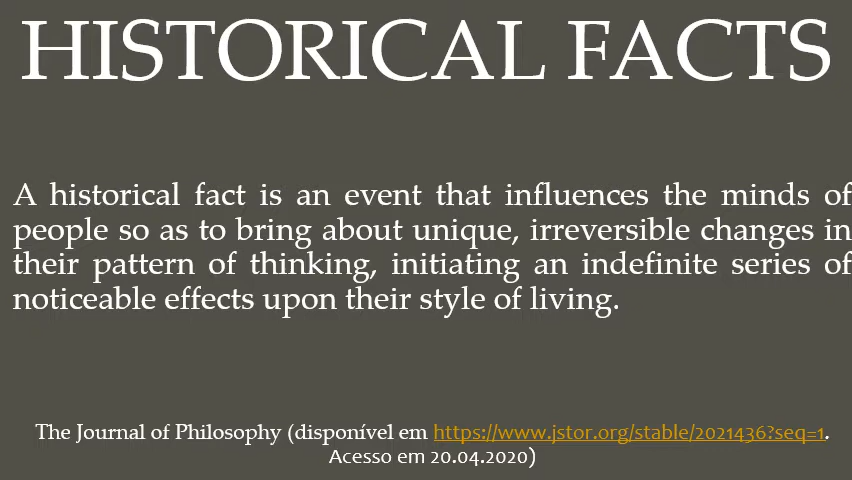 HISTORICAL FACTS
A historical fact is an event that influences the minds of
people so as to bring about unique, irreversible changes in
their pattern of thinking, initiating an indefinite series of
noticeable effects upon their style of living.
The Journal of Philosophy (disponível em https://www.jstor.org/stable/2021436?seq=1.
Acesso em 20.04.2020)